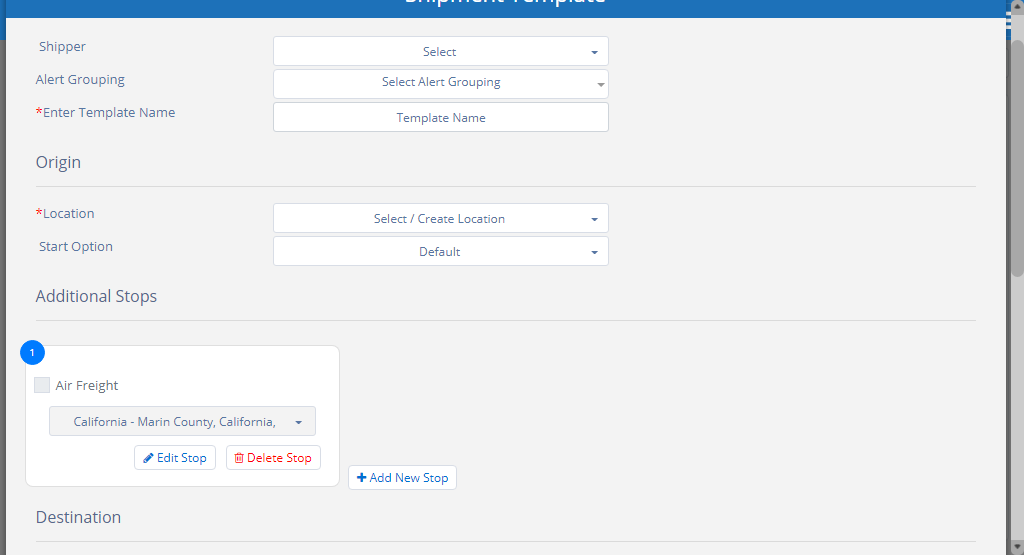 Shipment Template
Shipper
Select
Alert Grouping
Select Alert Grouping
*Enter Template Name
Template Name
Origin
*Location
Select / Create Location
Start Option
Default
Additional Stops
1
Air Freight
California - Marin County, California,
Edit Stop
Delete Stop
Add New Stop
Destination